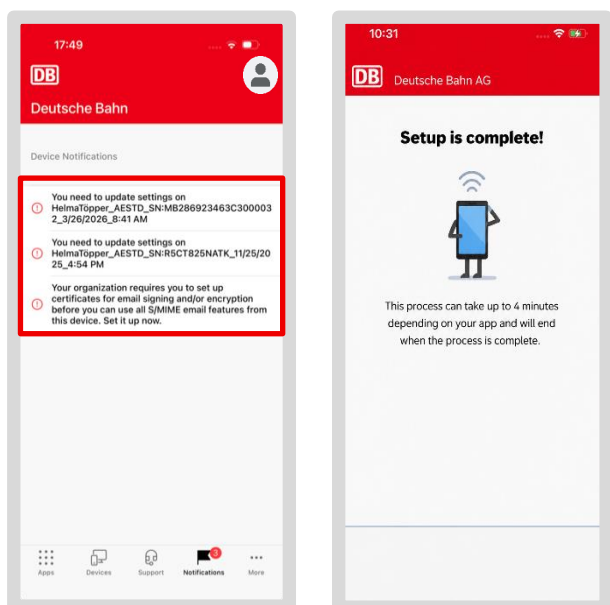 17:49
DB
Deutsche Bahn
Device Notifications
You need to update settings on
HelmaTöpper_AESTD_SN:MB286923463C300003
2_3/26/2026_8:41 AM
You need to update settings on
HelmaTöpper_AESTD_SN:R5CT825NATK_11/25/20
25_4:54 PM
Your organization requires you to set up
certificates for email signing and/or encryption
before you can use all S/MIME email features from
this device. Set it up now.
3
Apps
Devices
Support
Notifications
More
10:31
DB Deutsche Bahn AG
Setup is complete!
This process can take up to 4 minutes
depending on your app and will end
when the process is complete.